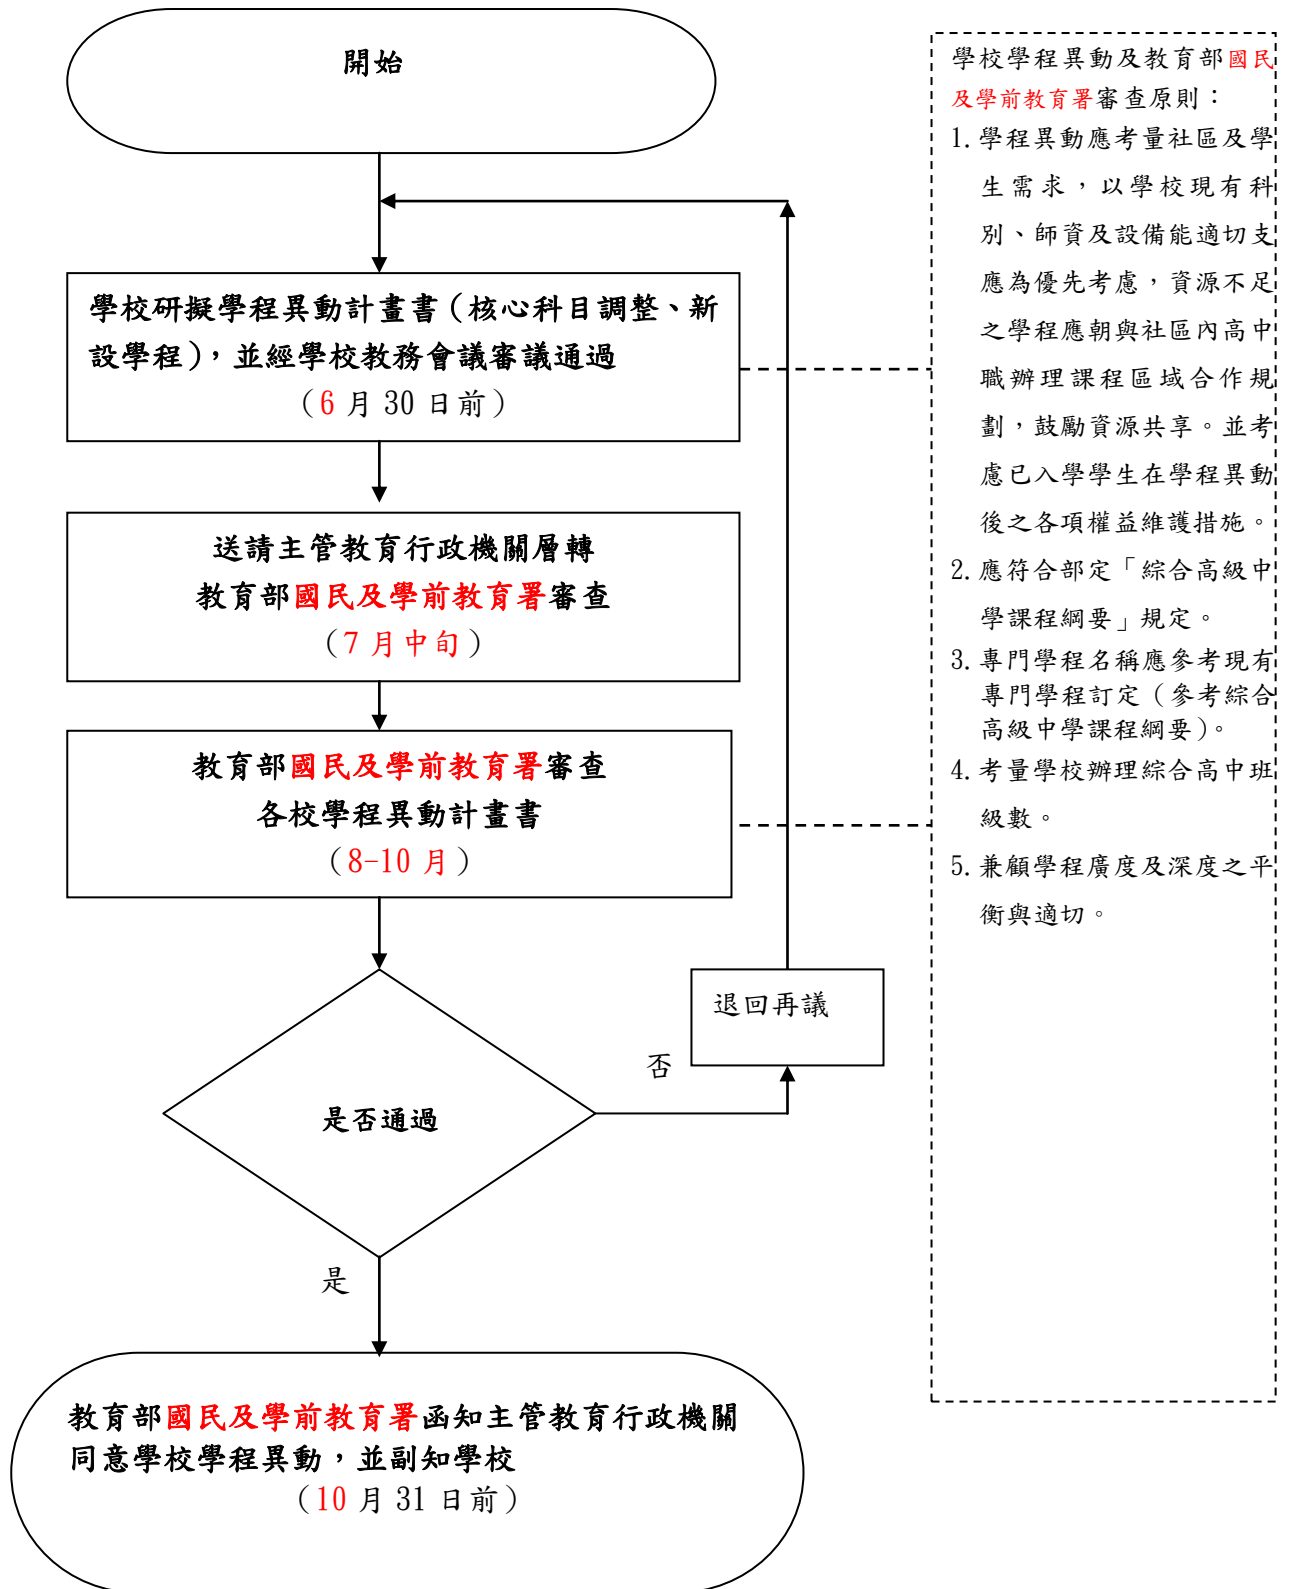 開始
學校研擬學程異動計畫書（核心科目調整、新
設學程），並經學校教務會議審議通過
（6 月 30 日前）
送請主管教育行政機關層轉
教育部國民及學前教育署審查
（7 月中旬）
教育部國民及學前教育署審查
各校學程異動計畫書
（8-10 月）
是否通過
否
退回再議
是
教育部國民及學前教育署函知主管教育行政機關
同意學校學程異動，並副知學校
（10 月 31 日前）
學校學程異動及教育部國民
及學前教育署審查原則：
1. 學程異動應考量社區及學
生需求，以學校現有科
別、師資及設備能適切支
應為優先考慮，資源不足
之學程應朝與社區內高中
職辦理課程區域合作規
劃，鼓勵資源共享。並考
慮已入學學生在學程異動
後之各項權益維護措施。
2. 應符合部定「綜合高級中
學課程綱要」規定。
3. 專門學程名稱應參考現有
專門學程訂定（參考綜合
高級中學課程綱要）。
4. 考量學校辦理綜合高中班
級數。
5. 兼顧學程廣度及深度之平
衡與適切。